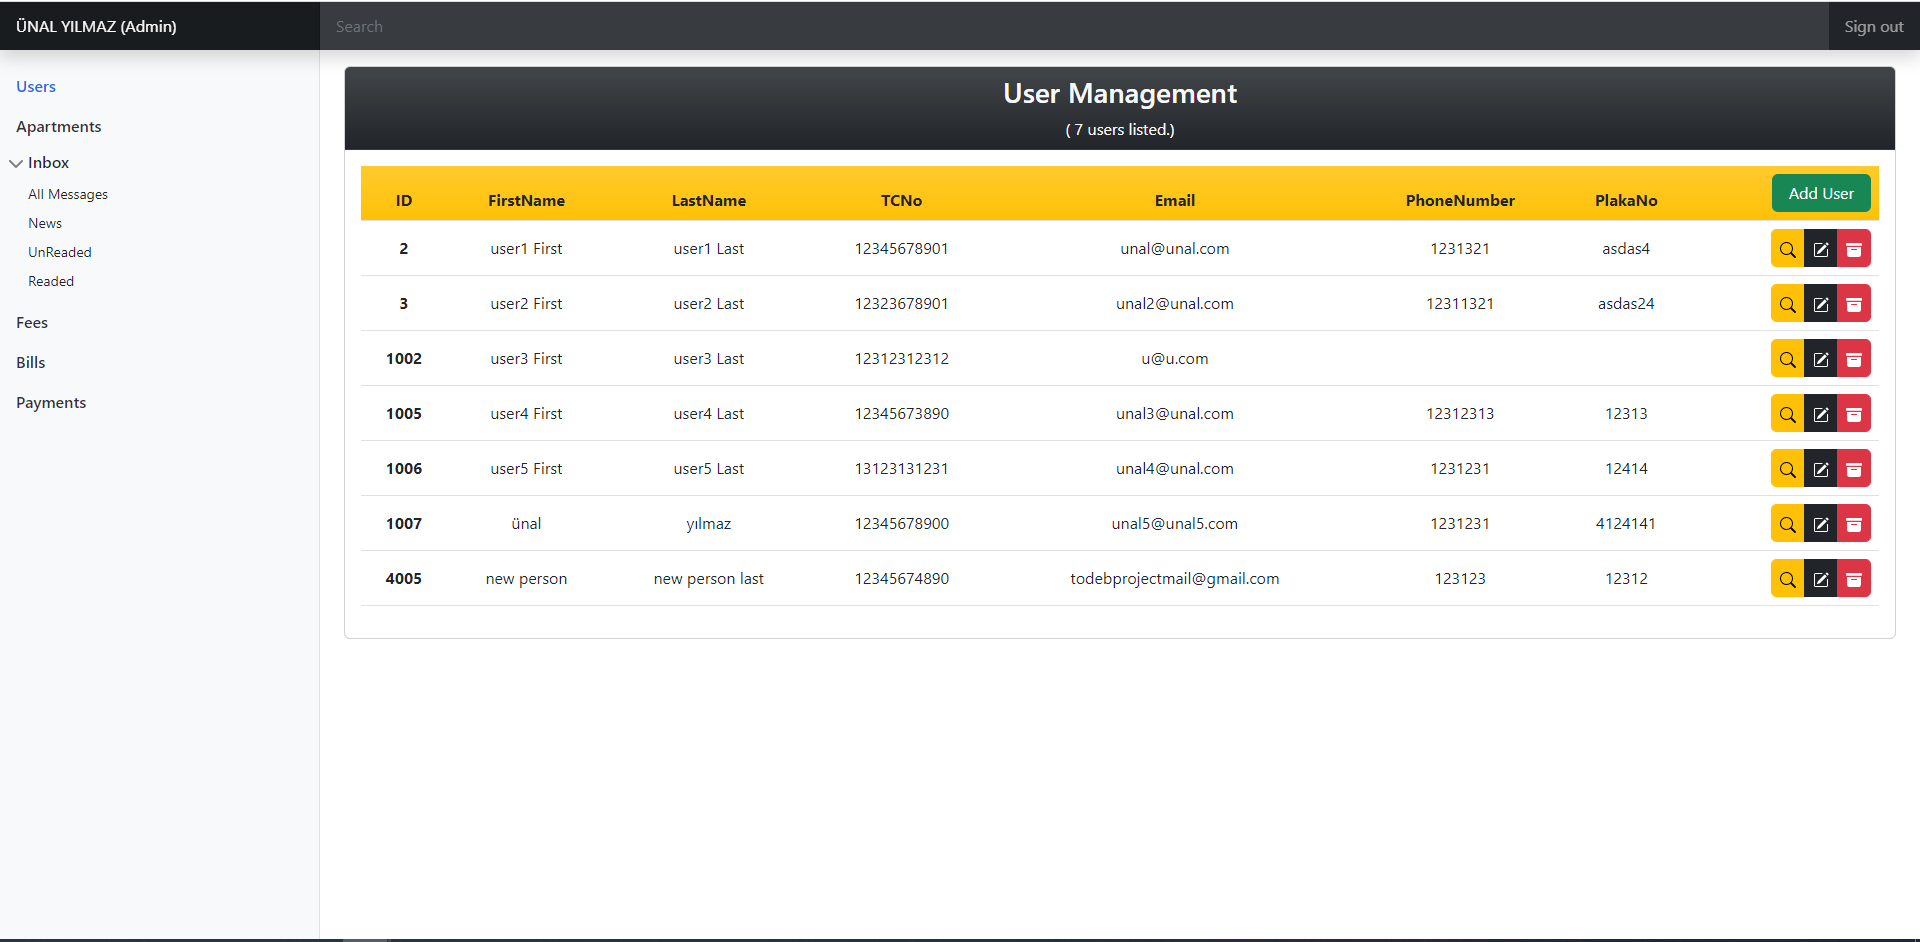 ÜNAL YILMAZ (Admin) Search Sign out
Users
Apartments
Inbox
All Messages
News
UnReaded
Readed
Fees
Bills
Payments
User Management
( 7 users listed.)
ID FirstName LastName TCNo Email PhoneNumber PlakaNo Add User
2 user1 First user1 Last 12345678901 unal@unal.com 1231321 asdas4
3 user2 First user2 Last 12323678901 unal2@unal.com 12311321 asdas24
1002 user3 First user3 Last 12312312312 u@u.com
1005 user4 First user4 Last 12345673890 unal3@unal.com 12312313 12313
1006 user5 First user5 Last 13123131231 unal4@unal.com 1231231 12414
1007 ünal yılmaz 12345678900 unal5@unal5.com 1231231 4124141
4005 new person new person last 12345674890 todebprojectmail@gmail.com 123123 12312